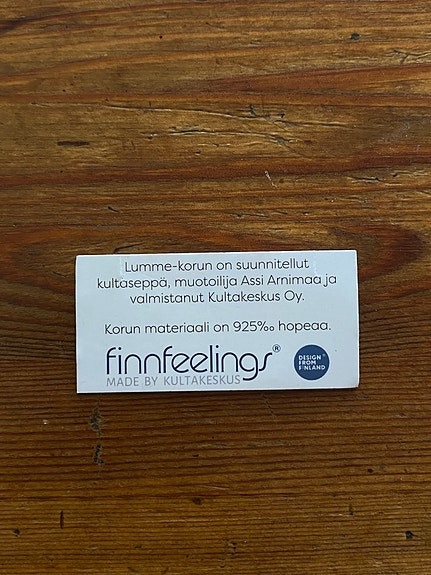 Lumme-korun on suunnitellut
kultaseppä, muotoilija Assi Arnimaa ja
valmistanut Kultakeskus Oy.
Korun materiaali on 925‰ hopeaa.
finnfeelings®
MADE BY KULTAKESKUS
DESIGN
FROM
FINLAND